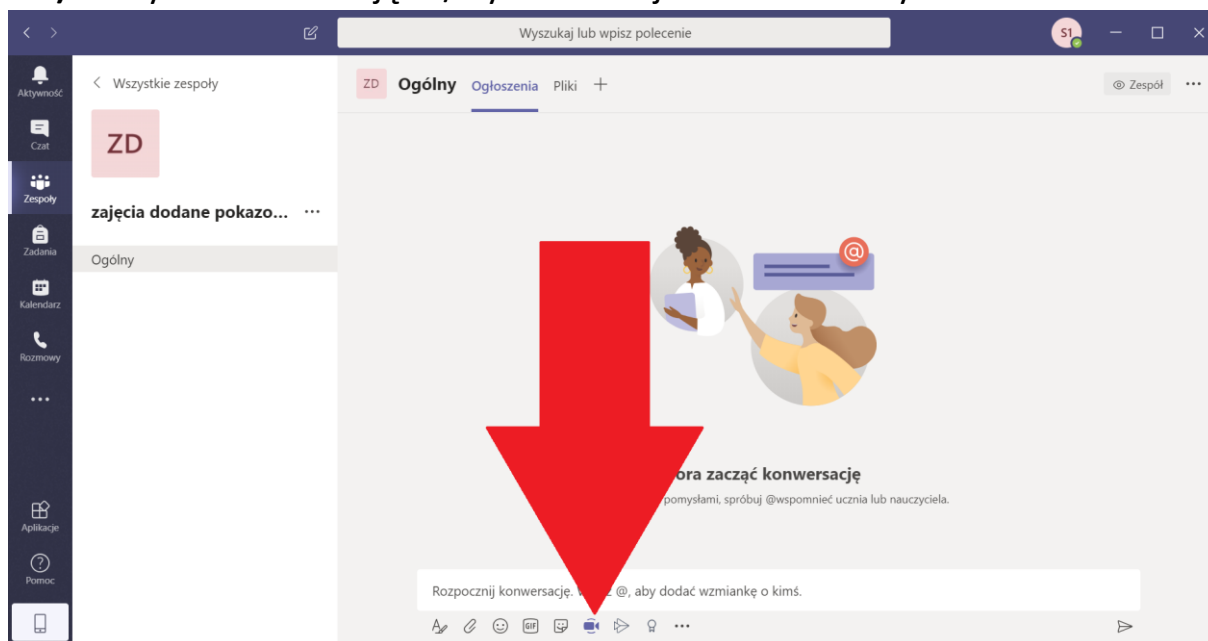 Wyszukaj lub wpisz polecenie
S1
Aktywność
Czat
Zespoły
Zadania
Kalendarz
Rozmowy
Aplikacje
Pomoc
Wszystkie zespoły
ZD
zajęcia dodane pokazo...
Ogólny
ZD Ogólny Ogłoszenia Pliki
Zespół
@
zacząć konwersację
pomysłami, spróbuj @wspomnieć ucznia lub nauczyciela.
Rozpocznij konwersację. @, aby dodać wzmiankę o kimś.
GIF